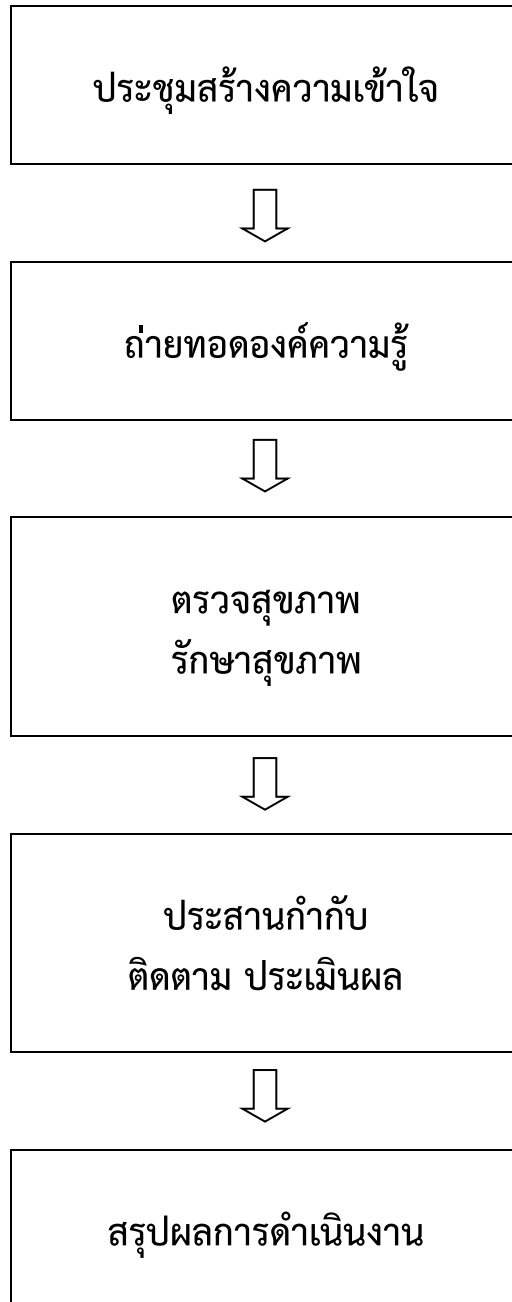 ประชุมสร้างความเข้าใจ
ถ่ายทอดองค์ความรู้
ตรวจสุขภาพ
รักษาสุขภาพ
ประสานกำกับ
ติดตาม ประเมินผล
สรุปผลการดำเนินงาน